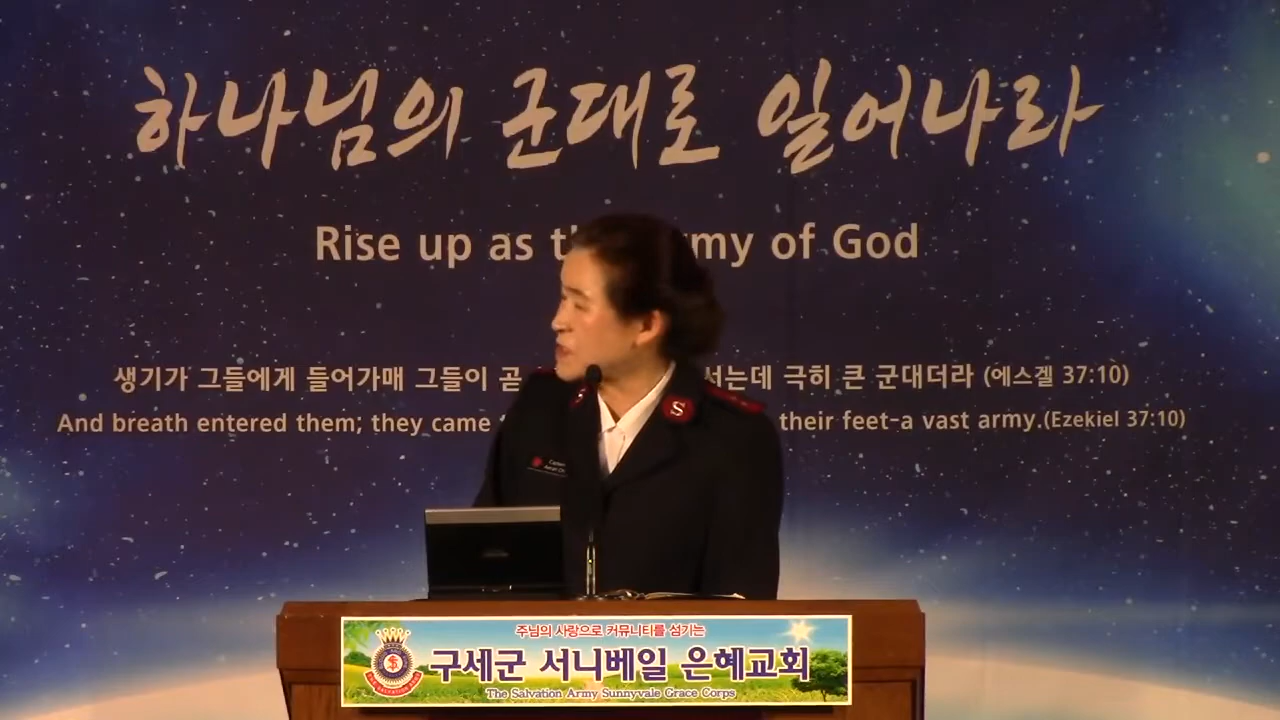 하나님의 군대로 일어나라
Rise up as th my of God
생기가 그들에게 들어가매 그들이 곧 서는데 극히 큰 군대더라 (에스겔 37:10)
And breath entered them; they came their feet-a vast army.(Ezekiel 37:10)
S
주님의 사랑으로 커뮤니티를 섬기는
구세군 서니베일 은혜교회
The Salvation Army Sunnyvale Grace Corps